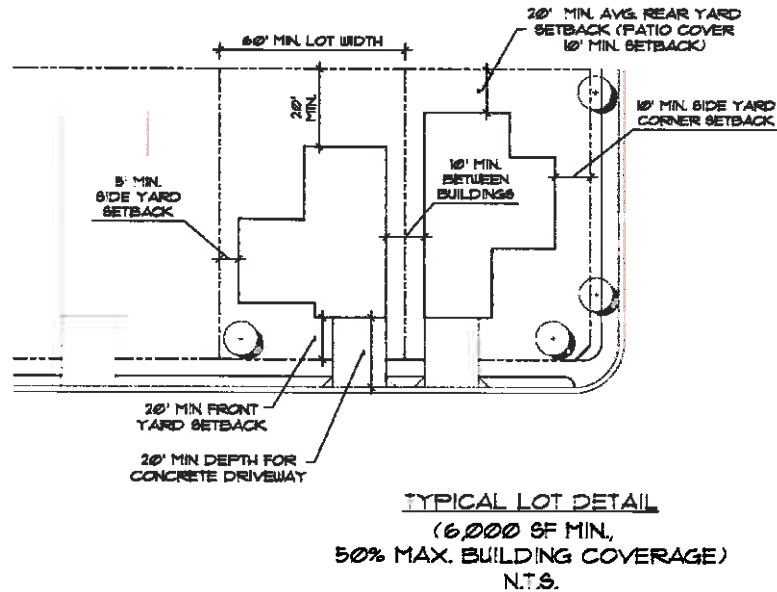 20' MIN. AVG. REAR YARD
SETBACK (PATIO COVER
10' MIN. SETBACK)
60' MIN. LOT WIDTH
20'
MIN.
10' MIN. SIDE YARD
CORNER SETBACK
10' MIN.
BETWEEN
BUILDINGS
5' MIN.
SIDE YARD
SETBACK
20' MIN FRONT
YARD SETBACK
20' MIN DEPTH FOR
CONCRETE DRIVEWAY
TYPICAL LOT DETAIL
(6,000 SF MIN.,
50% MAX. BUILDING COVERAGE)
N.T.S.